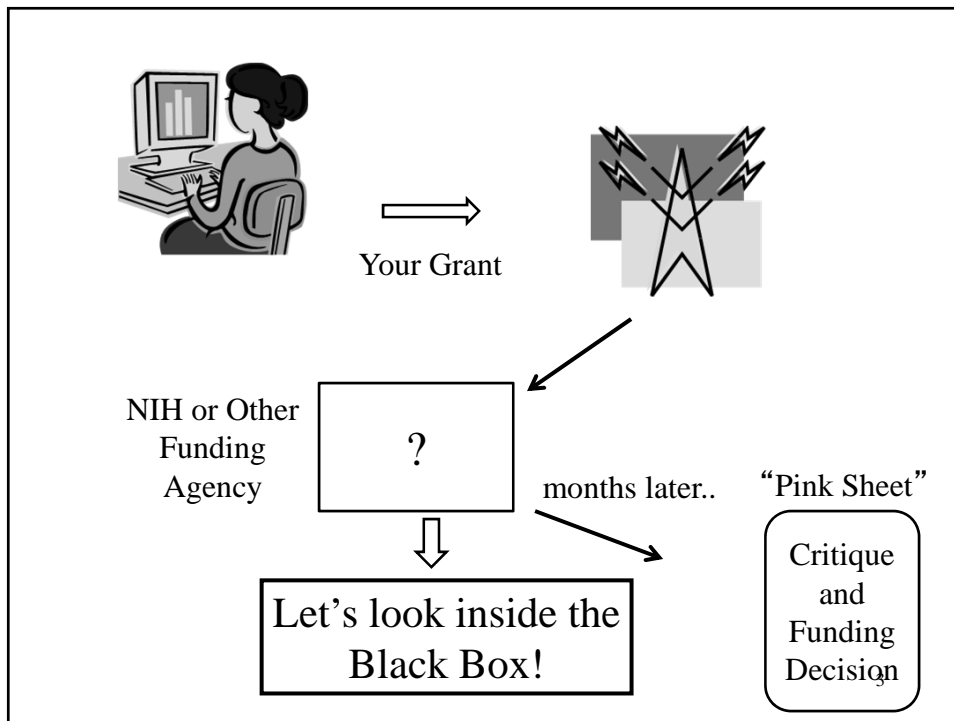 Your Grant
NIH or Other
Funding
Agency
?
months later..
“Pink Sheet”
Critique
and
Funding
Decision
3
Let’s look inside the
Black Box!